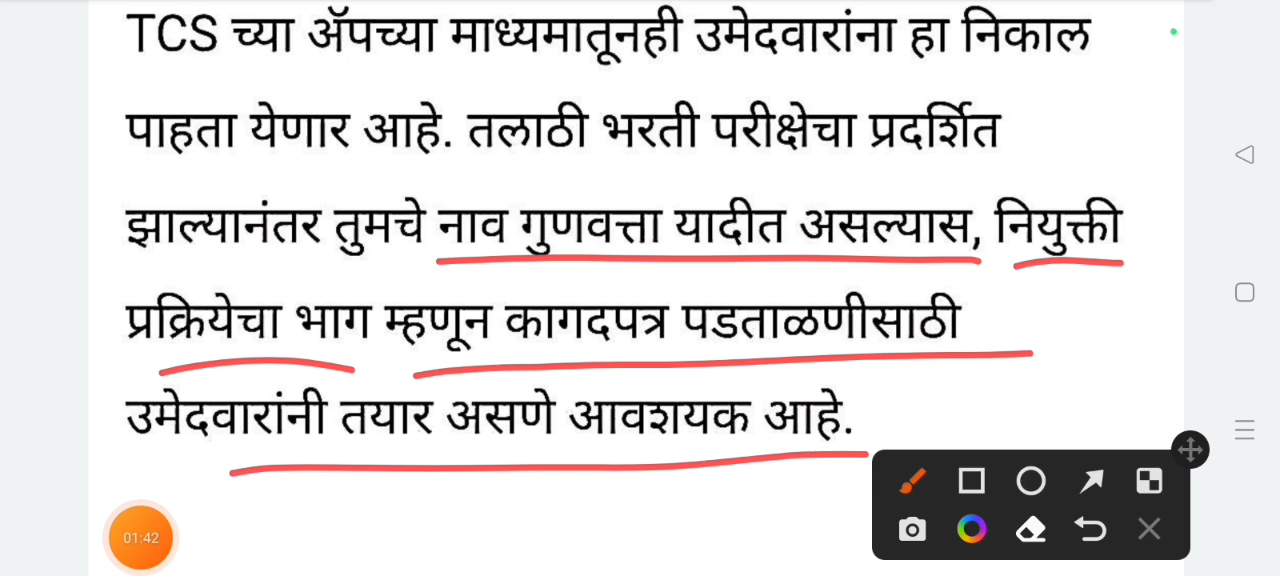 TCS च्या ॲपच्या माध्यमातूनही उमेदवारांना हा निकाल
पाहता येणार आहे. तलाठी भरती परीक्षेचा प्रदर्शित
झाल्यानंतर तुमचे नाव गुणवत्ता यादीत असल्यास, नियुक्ती
प्रक्रियेचा भाग म्हणून कागदपत्र पडताळणीसाठी
उमेदवारांनी तयार असणे आवशयक आहे.
01:42